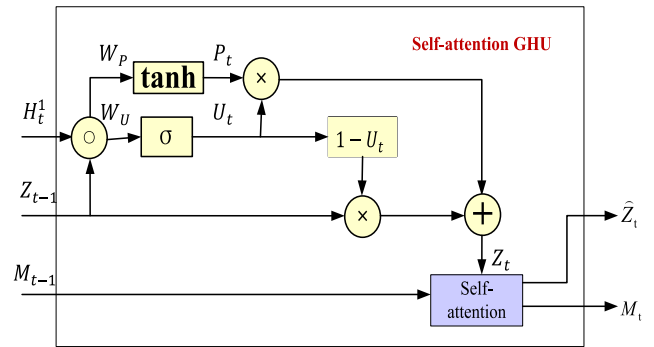 Self-attention GHU
W_P
tanh
P_t
×
H_t^1
○
W_U
σ
U_t
1 − U_t
Z_{t-1}
×
+
Ẑ_t
Z_t
M_{t-1}
Self-
attention
M_t